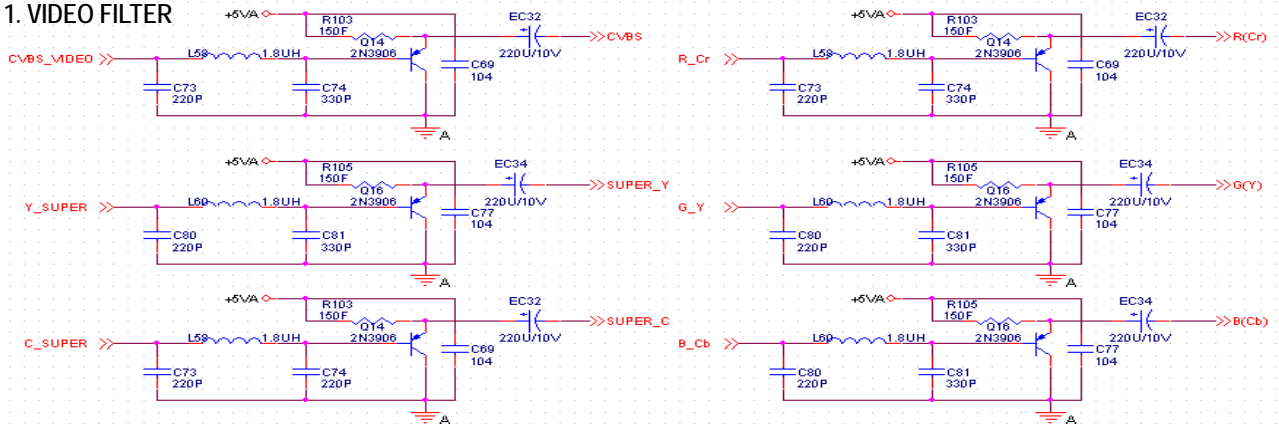 1. VIDEO FILTER
+5VA
R103
150F
Q14
2N3906
EC32
220U/10V
CVBS
CVBS_VIDEO
L58
1.8UH
C69
104
C73
220P
C74
330P
A
+5VA
R103
150F
Q14
2N3906
EC32
220U/10V
R(Cr)
R_Cr
L58
1.8UH
C69
104
C73
220P
C74
330P
A
+5VA
R105
150F
Q16
2N3906
EC34
220U/10V
SUPER_Y
Y_SUPER
L60
1.8UH
C77
104
C80
220P
C81
330P
A
+5VA
R105
150F
Q16
2N3906
EC34
220U/10V
G(Y)
G_Y
L60
1.8UH
C77
104
C80
220P
C81
330P
A
+5VA
R103
150F
Q14
2N3906
EC32
220U/10V
SUPER_C
C_SUPER
L58
1.8UH
C69
104
C73
220P
C74
220P
A
+5VA
R105
150F
Q16
2N3906
EC34
220U/10V
B(Cb)
B_Cb
L60
1.8UH
C77
104
C80
220P
C81
330P
A